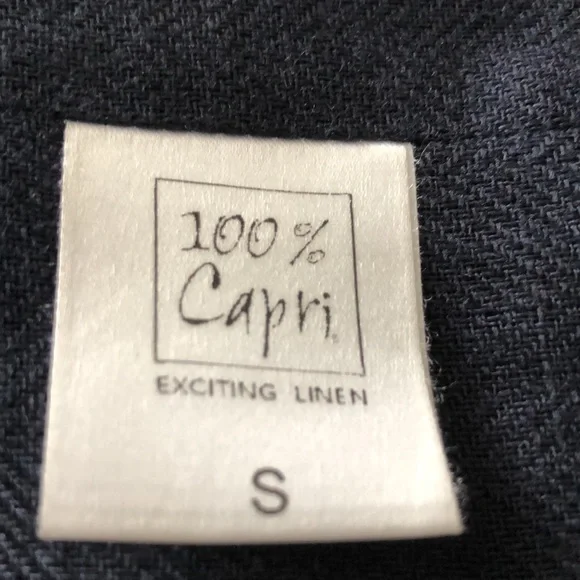 100%
Capri
EXCITING LINEN
S